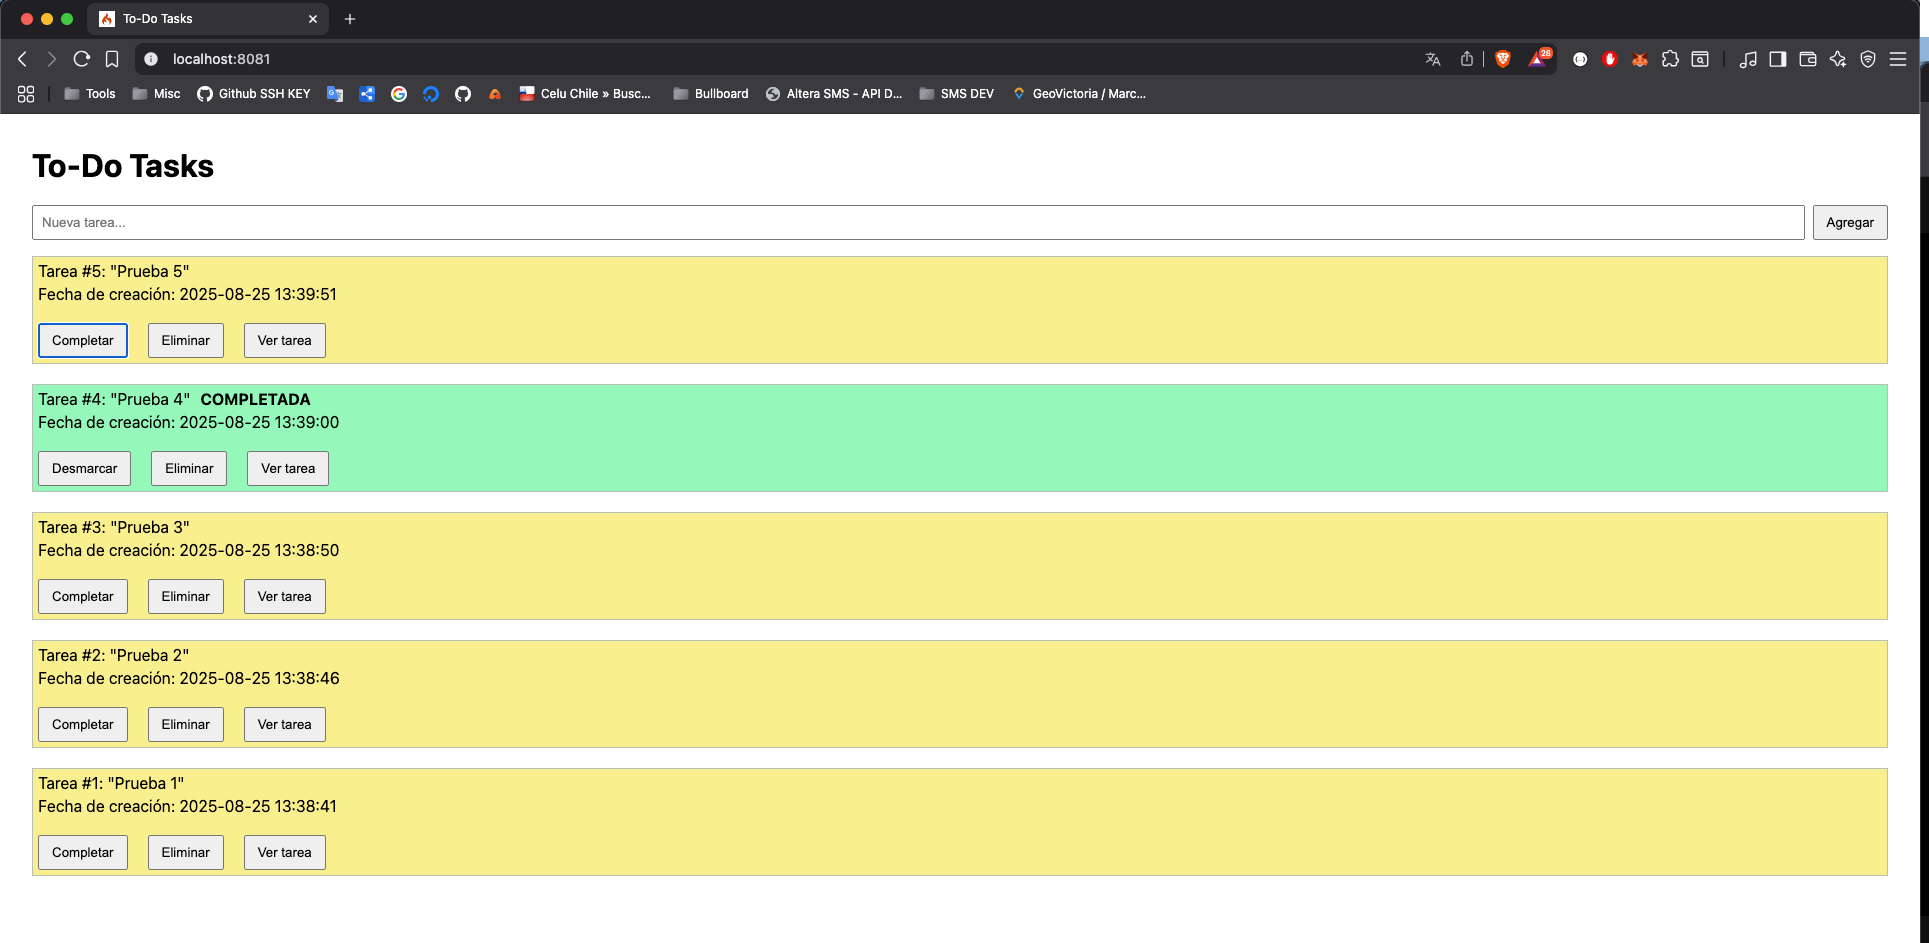 To-Do Tasks
localhost:8081
28
Tools Misc Github SSH KEY Celu Chile » Busc... Bullboard Altera SMS - API D... SMS DEV GeoVictoria / Marc...
To-Do Tasks
Nueva tarea... Agregar
Tarea #5: "Prueba 5"
Fecha de creación: 2025-08-25 13:39:51
Completar Eliminar Ver tarea
Tarea #4: "Prueba 4" COMPLETADA
Fecha de creación: 2025-08-25 13:39:00
Desmarcar Eliminar Ver tarea
Tarea #3: "Prueba 3"
Fecha de creación: 2025-08-25 13:38:50
Completar Eliminar Ver tarea
Tarea #2: "Prueba 2"
Fecha de creación: 2025-08-25 13:38:46
Completar Eliminar Ver tarea
Tarea #1: "Prueba 1"
Fecha de creación: 2025-08-25 13:38:41
Completar Eliminar Ver tarea